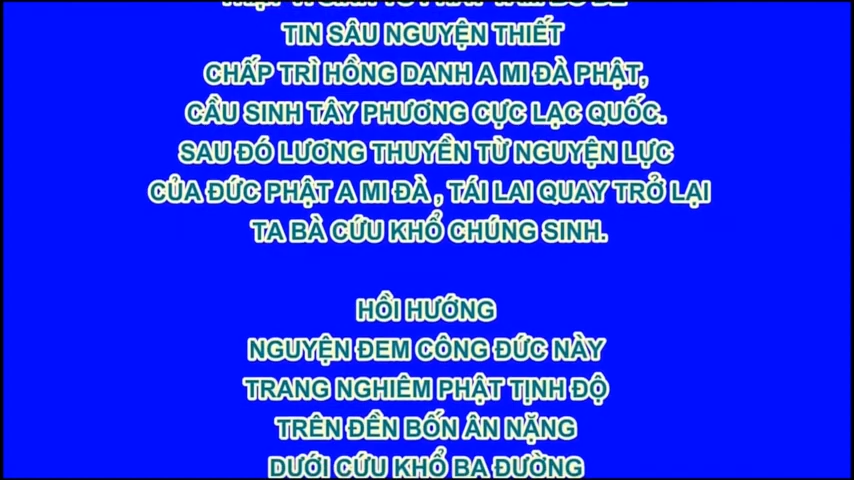 TIN SÂU NGUYỆN THIẾT
CHẤP TRÌ HỒNG DANH A MI ĐÀ PHẬT,
CẦU SINH TÂY PHƯƠNG CỰC LẠC QUỐC.
SAU ĐÓ LƯƠNG THUYỀN TỪ NGUYỆN LỰC
CỦA ĐỨC PHẬT A MI ĐÀ , TÁI LAI QUAY TRỞ LẠI
TA BÀ CỨU KHỔ CHÚNG SINH.
HỒI HƯỚNG
NGUYỆN ĐEM CÔNG ĐỨC NÀY
TRANG NGHIÊM PHẬT TỊNH ĐỘ
TRÊN ĐỀN BỐN ÂN NẶNG
DƯỚI CỨU KHỔ BA ĐƯỜNG